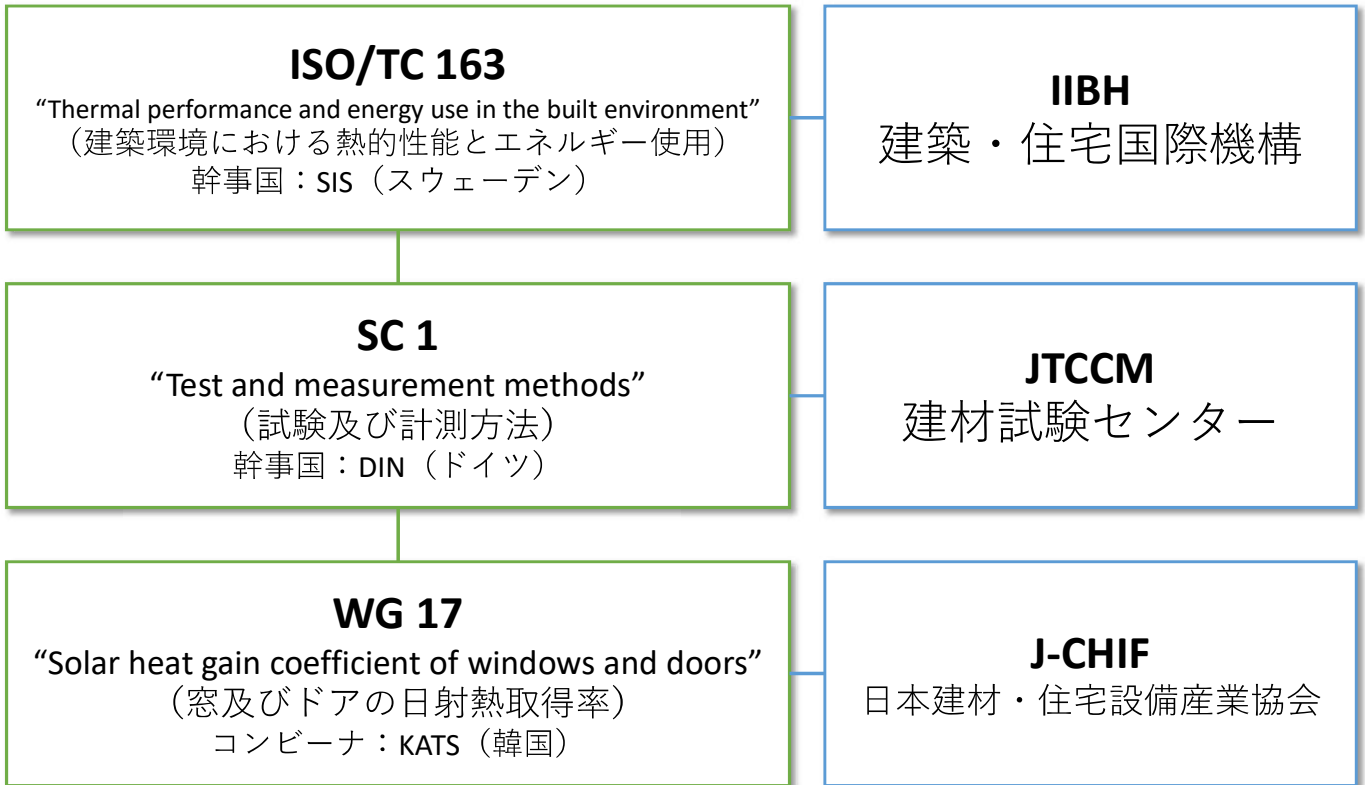 ISO/TC 163
“Thermal performance and energy use in the built environment”
（建築環境における熱的性能とエネルギー使用）
幹事国：SIS（スウェーデン）
IIBH
建築・住宅国際機構
SC 1
“Test and measurement methods”
（試験及び計測方法）
幹事国：DIN（ドイツ）
JTCCM
建材試験センター
WG 17
“Solar heat gain coefficient of windows and doors”
（窓及びドアの日射熱取得率）
コンビーナ：KATS（韓国）
J-CHIF
日本建材・住宅設備産業協会